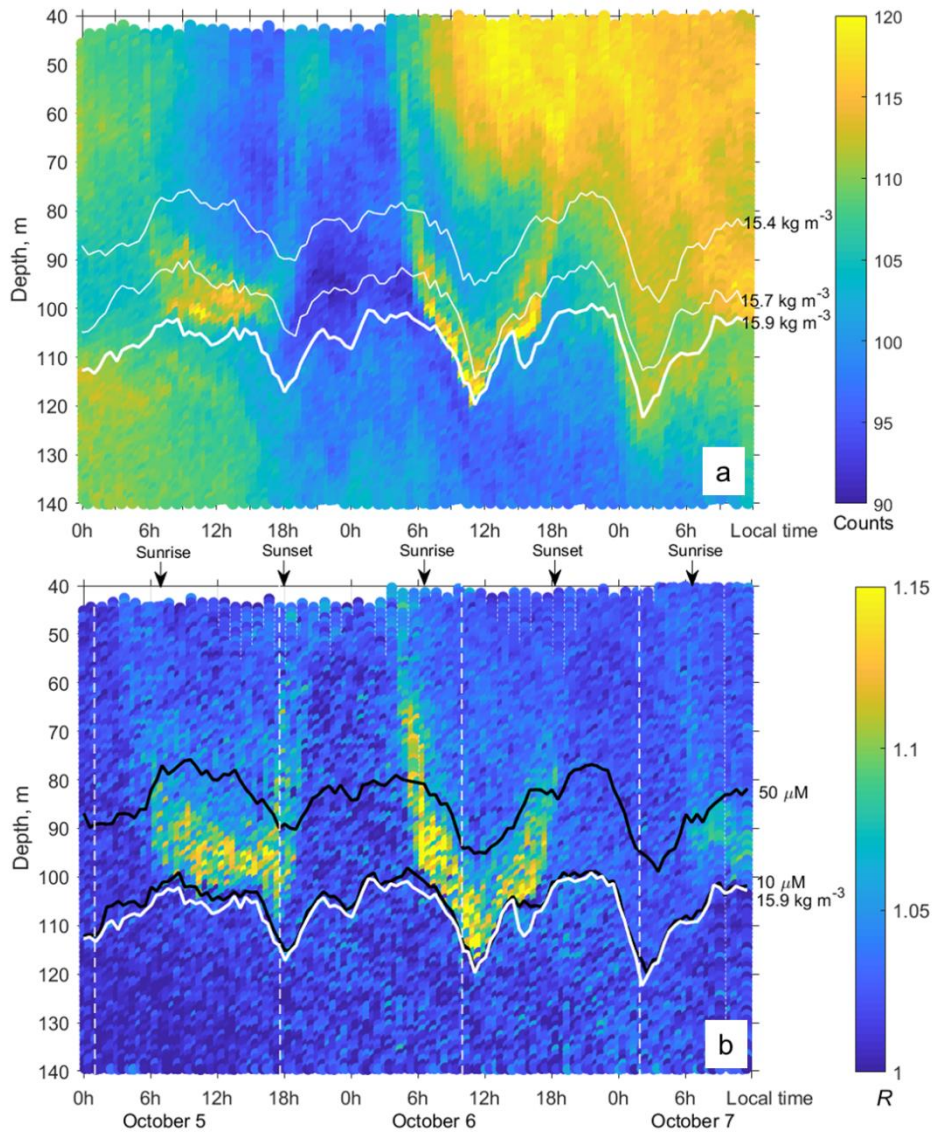 40
50
60
70
80
90
100
110
120
130
140
Depth, m
15.4 kg m⁻³
15.7 kg m⁻³
15.9 kg m⁻³
a
120
115
110
105
100
95
90
Counts
0h 6h 12h 18h 0h 6h 12h 18h 0h 6h Local time
Sunrise Sunset Sunrise Sunset Sunrise
40
50
60
70
80
90
100
110
120
130
140
Depth, m
50 μM
10 μM
15.9 kg m⁻³
b
1.15
1.1
1.05
1
R
0h 6h 12h 18h 0h 6h 12h 18h 0h 6h Local time
October 5 October 6 October 7